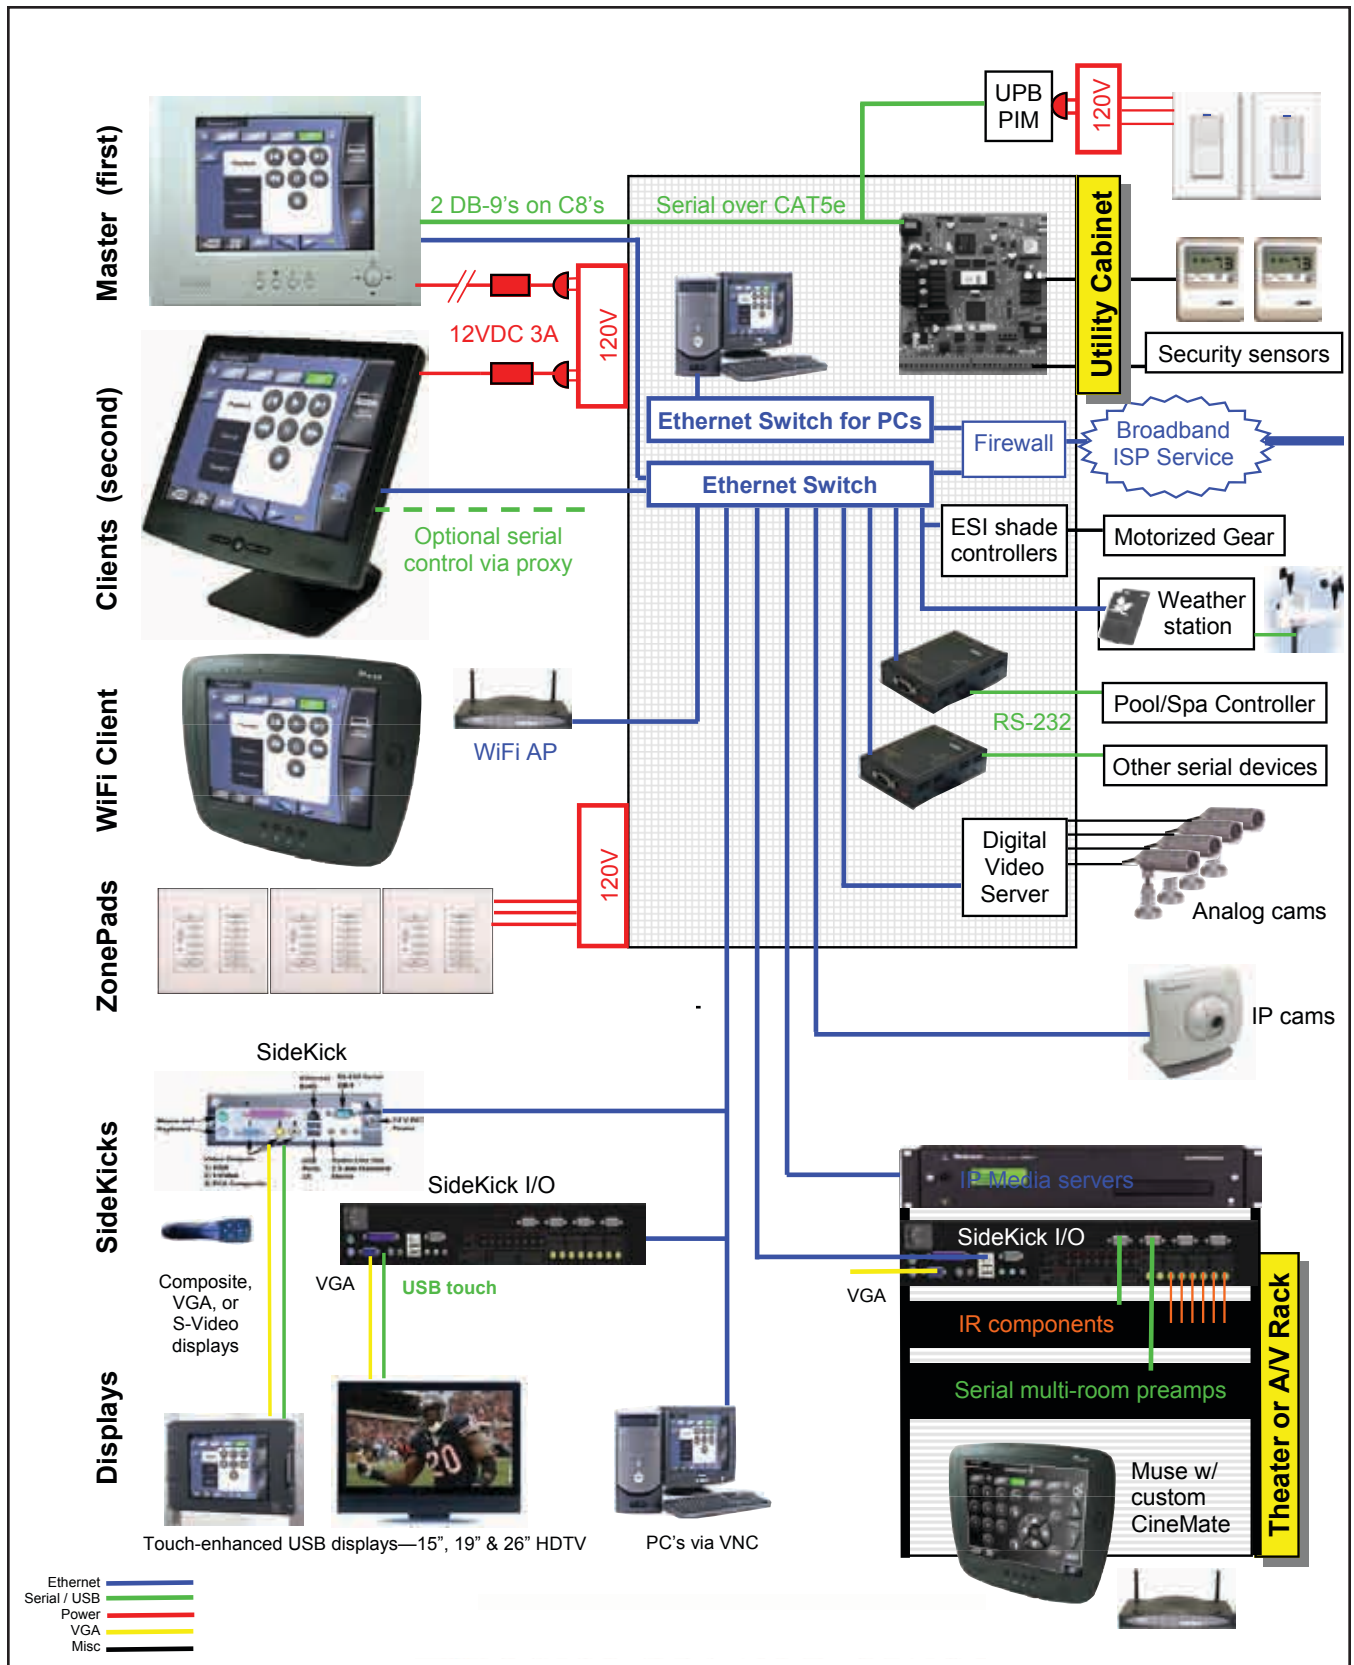 Master (first)
Clients (second)
WiFi Client
ZonePads
SideKicks
Displays
UPB
PIM
120V
2 DB-9's on C8's
Serial over CAT5e
Utility Cabinet
73
73
12VDC 3A
120V
Security sensors
Ethernet Switch for PCs
Firewall
Broadband
ISP Service
Ethernet Switch
Optional serial
control via proxy
ESI shade
controllers
Motorized Gear
Weather
station
WiFi AP
RS-232
Pool/Spa Controller
Other serial devices
120V
Digital
Video
Server
Analog cams
IP cams
SideKick
SideKick I/O
VGA
USB touch
Composite,
VGA, or
S-Video
displays
IP Media servers
SideKick I/O
VGA
IR components
Serial multi-room preamps
Theater or A/V Rack
20
Muse w/
custom
CineMate
Touch-enhanced USB displays—15”, 19” & 26” HDTV
PC's via VNC
Ethernet
Serial / USB
Power
VGA
Misc